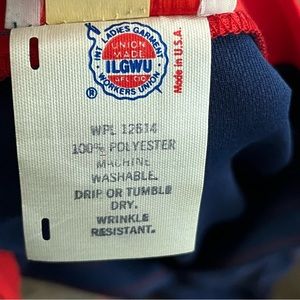 INT. LADIES GARMENT
UNION
MADE
ILGWU
AFL CIO
WORKERS UNION
®
Made in U.S.A.
WPL 12614
100% POLYESTER
MACHINE
WASHABLE.
DRIP OR TUMBLE
DRY.
WRINKLE
RESISTANT.